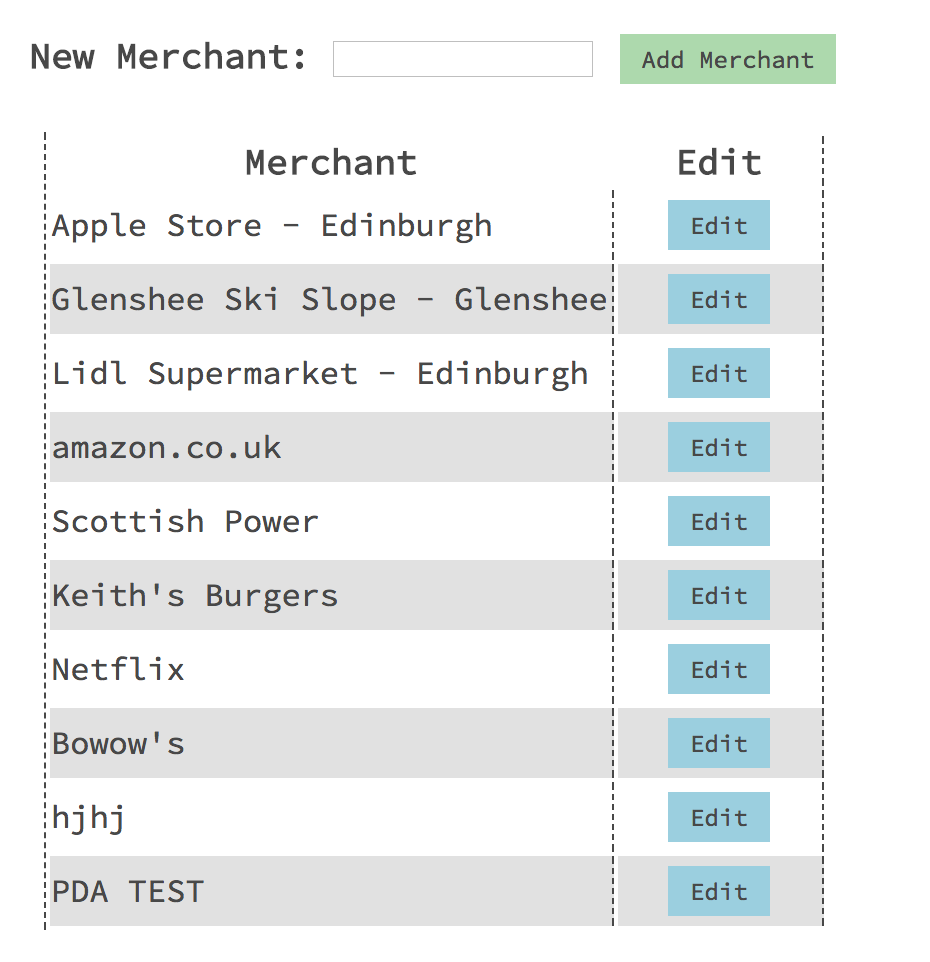 New Merchant: Add Merchant
Merchant Edit
Apple Store - Edinburgh Edit
Glenshee Ski Slope - Glenshee Edit
Lidl Supermarket - Edinburgh Edit
amazon.co.uk Edit
Scottish Power Edit
Keith's Burgers Edit
Netflix Edit
Bowow's Edit
hjhj Edit
PDA TEST Edit